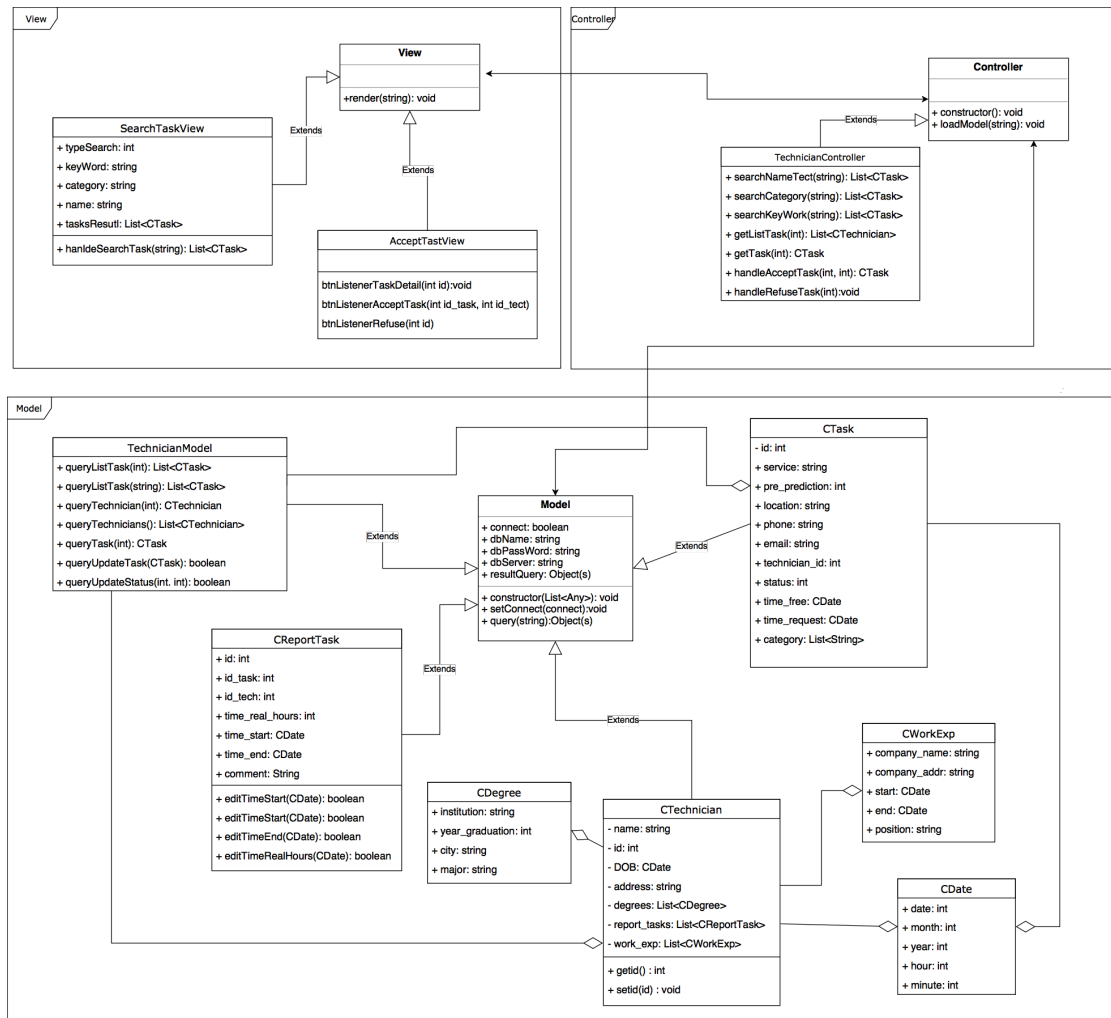 View
View
+render(string): void
Extends
SearchTaskView
+ typeSearch: int
+ keyWord: string
+ category: string
+ name: string
+ tasksResutl: List<CTask>
+ hanldeSearchTask(string): List<CTask>
Extends
AcceptTastView
btnListenerTaskDetail(int id):void
btnListenerAcceptTask(int id_task, int id_tect)
btnListenerRefuse(int id)
Controller
Controller
+ constructor(): void
+ loadModel(string): void
Extends
TechnicianController
+ searchNameTect(string): List<CTask>
+ searchCategory(string): List<CTask>
+ searchKeyWork(string): List<CTask>
+ getListTask(int): List<CTechnician>
+ getTask(int): CTask
+ handleAcceptTask(int, int): CTask
+ handleRefuseTask(int):void
Model
TechnicianModel
+ queryListTask(int): List<CTask>
+ queryListTask(string): List<CTask>
+ queryTechnician(int): CTechnician
+ queryTechnicians(): List<CTechnician>
+ queryTask(int): CTask
+ queryUpdateTask(CTask): boolean
+ queryUpdateStatus(int. int): boolean
Extends
Model
+ connect: boolean
+ dbName: string
+ dbPassWord: string
+ dbServer: string
+ resultQuery: Object(s)
+ constructor(List<Any>): void
+ setConnect(connect):void
+ query(string):Object(s)
Extends
CTask
- id: int
+ service: string
+ pre_prediction: int
+ location: string
+ phone: string
+ email: string
+ technician_id: int
+ status: int
+ time_free: CDate
+ time_request: CDate
+ category: List<String>
CReportTask
+ id: int
+ id_task: int
+ id_tech: int
+ time_real_hours: int
+ time_start: CDate
+ time_end: CDate
+ comment: String
+ editTimeStart(CDate): boolean
+ editTimeStart(CDate): boolean
+ editTimeEnd(CDate): boolean
+ editTimeRealHours(CDate): boolean
Extends
Extends
CDegree
+ institution: string
+ year_graduation: int
+ city: string
+ major: string
CTechnician
- name: string
- id: int
- DOB: CDate
- address: string
- degrees: List<CDegree>
- report_tasks: List<CReportTask>
- work_exp: List<CWorkExp>
+ getid() : int
+ setid(id) : void
CWorkExp
+ company_name: string
+ company_addr: string
+ start: CDate
+ end: CDate
+ position: string
CDate
+ date: int
+ month: int
+ year: int
+ hour: int
+ minute: int